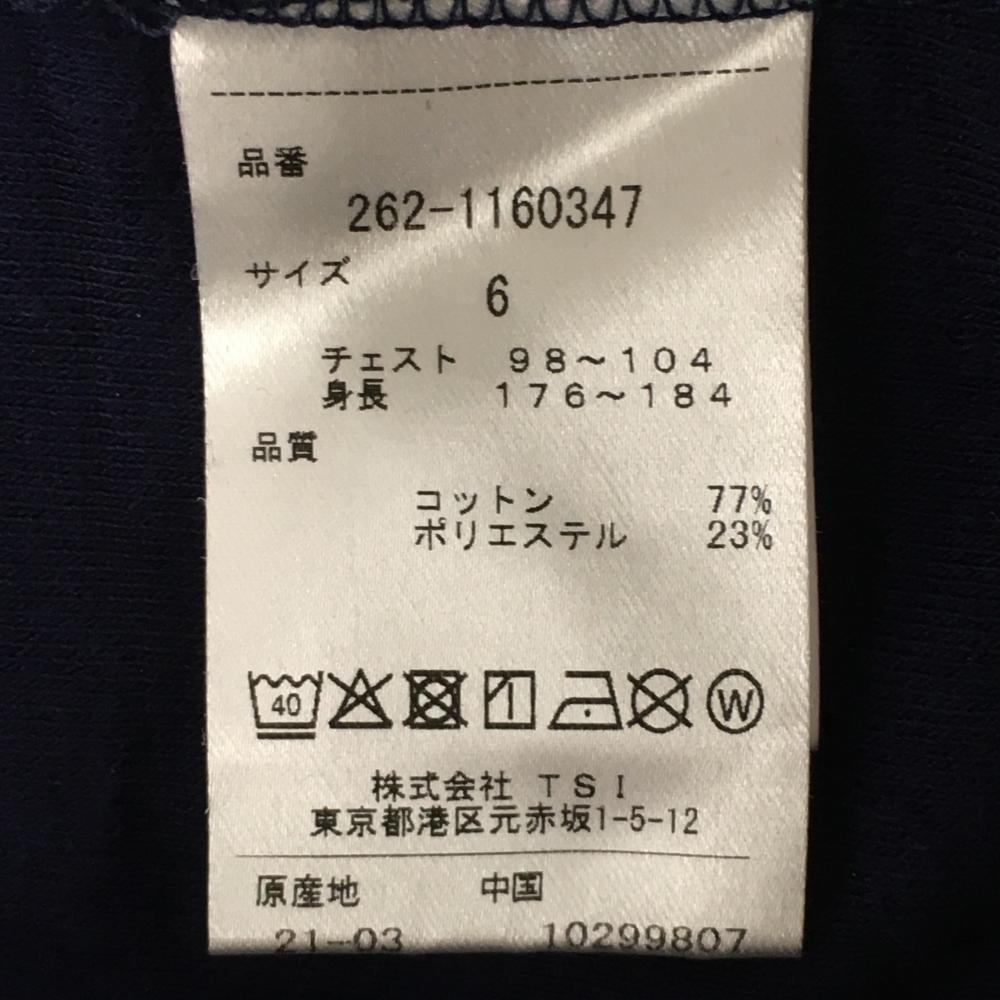 品番
262-1160347
サイズ
6
チェスト 98～104
身長 176～184
品質
コットン 77%
ポリエステル 23%
40 W
株式会社 TSI
東京都港区元赤坂1-5-12
原産地 中国
21-03 10299807